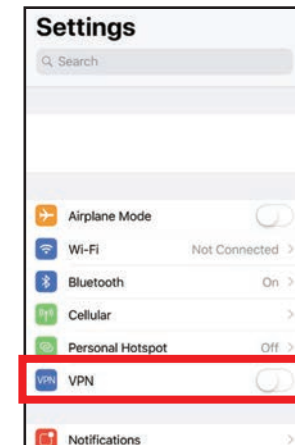 Settings
Search
Airplane Mode
Wi-Fi Not Connected
Bluetooth On
Cellular
Personal Hotspot Off
VPN VPN
Notifications